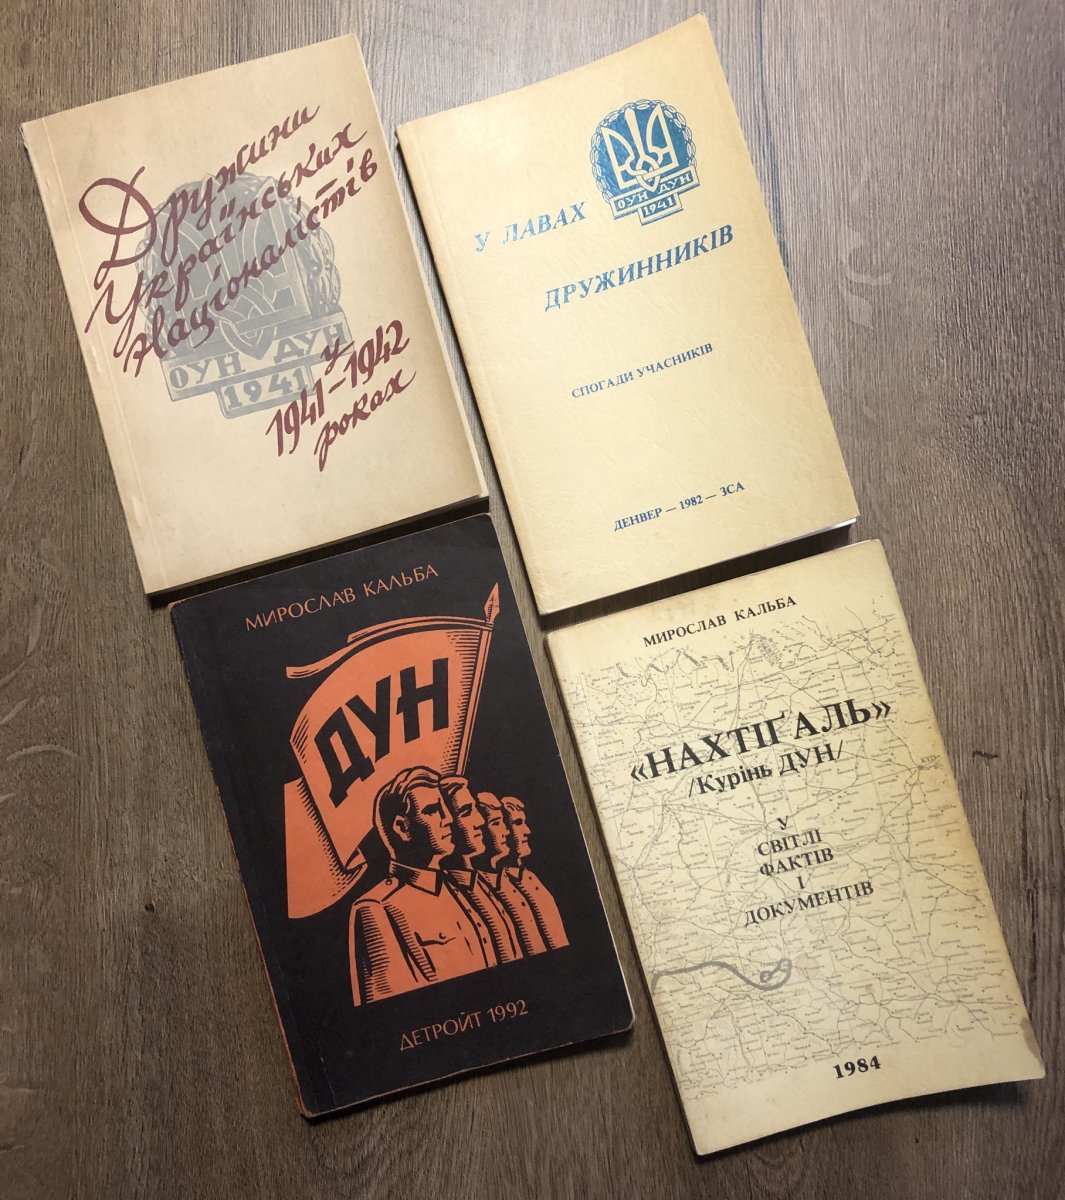 Дружини
Українських
Націоналістів
у
1941–1942
роках
ОУН ДУН
1941
ОУН ДУН
1941
У ЛАВАХ
ДРУЖИННИКІВ
СПОГАДИ УЧАСНИКІВ
ДЕНВЕР — 1982 — ЗСА
МИРОСЛАВ КАЛЬБА
ДУН
ДЕТРОЙТ 1992
МИРОСЛАВ КАЛЬБА
«НАХТІҐАЛЬ»
/Курінь ДУН/
У
СВІТЛІ
ФАКТІВ
І
ДОКУМЕНТІВ
1984